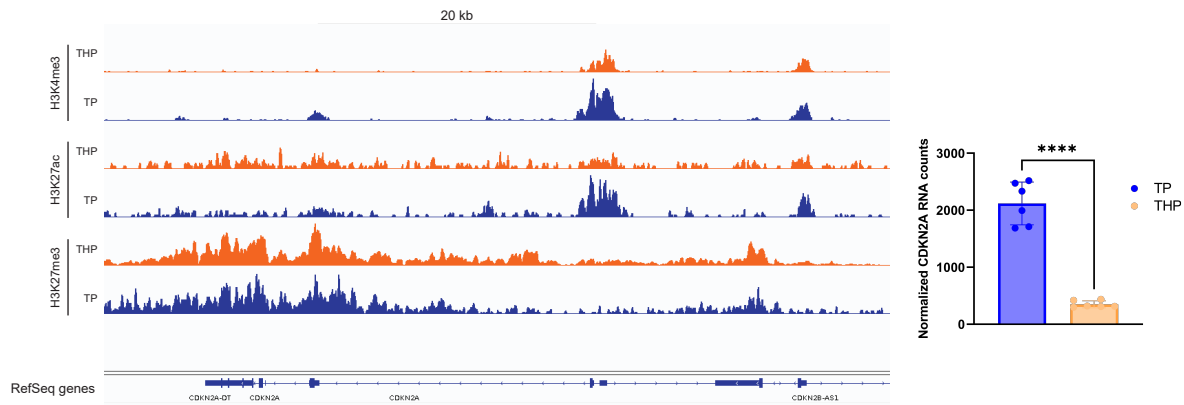 20 kb
H3K4me3
THP
TP
H3K27ac
THP
TP
H3K27me3
THP
TP
RefSeq genes
CDKN2A-DT CDKN2A CDKN2A CDKN2B-AS1
Normalized CDKN2A RNA counts
3000
2000
1000
0
****
TP
THP